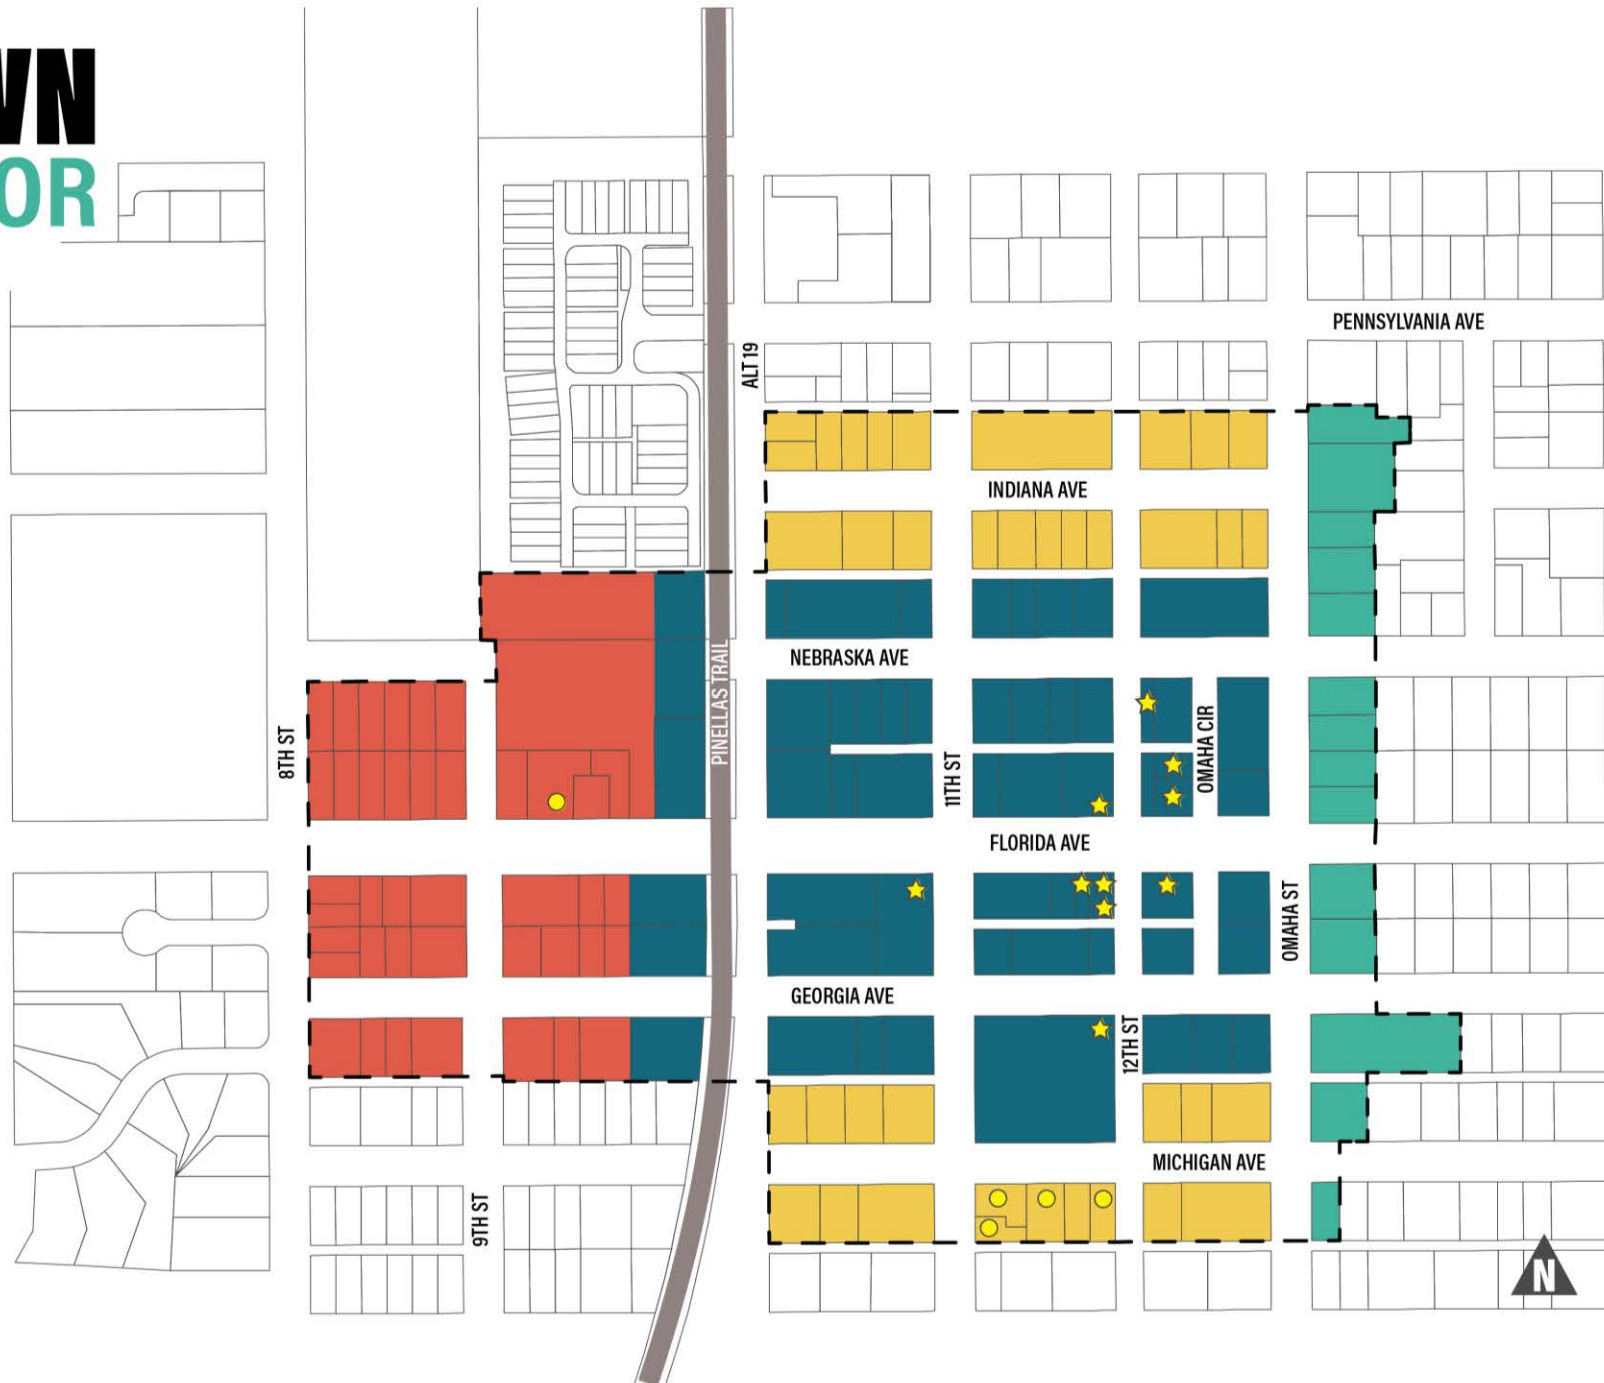 WN
OR
PENNSYLVANIA AVE
ALT 19
INDIANA AVE
NEBRASKA AVE
PINELLAS TRAIL
8TH ST
11TH ST
OMAHA CIR
FLORIDA AVE
OMAHA ST
GEORGIA AVE
12TH ST
MICHIGAN AVE
9TH ST
N